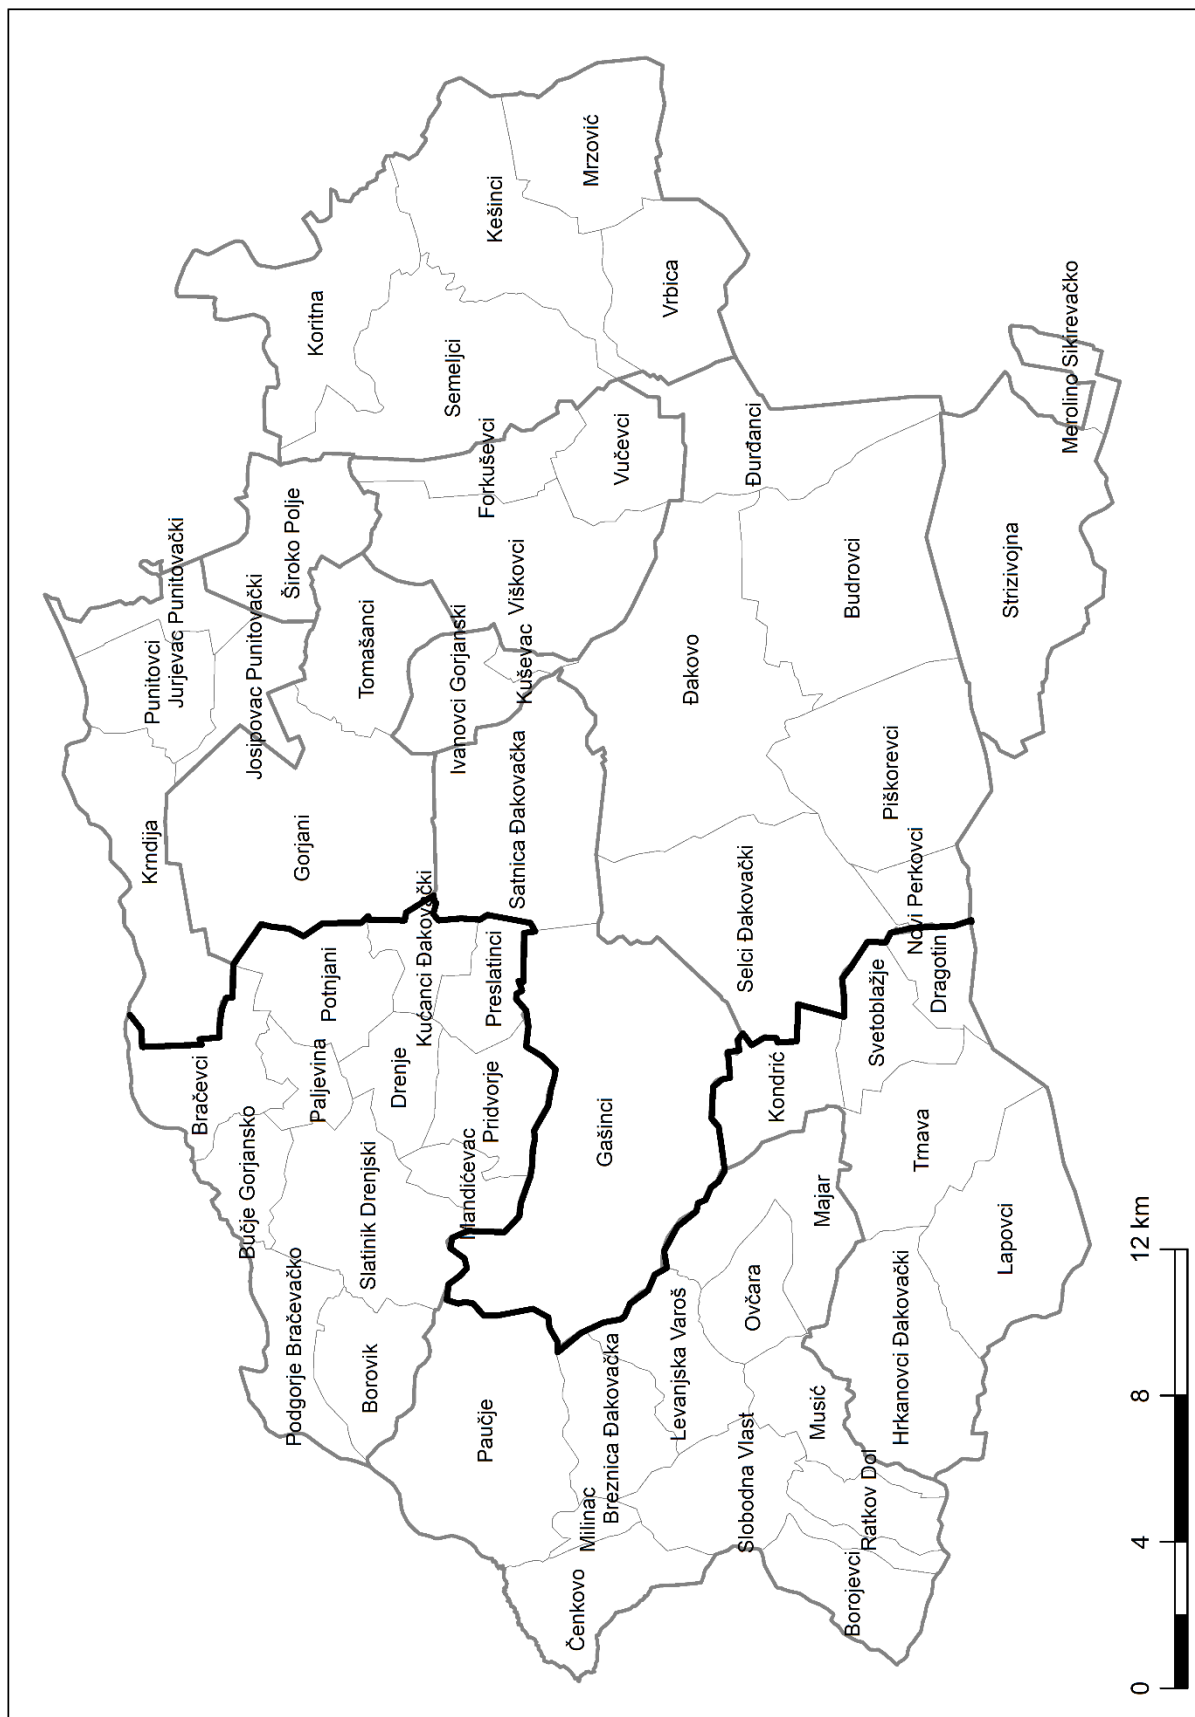 Mrzović
Kešinci
Vrbica
Koritna
Semeljci
Merolino Sikirevačko
Forkuševci
Vučevci
Đurđanci
Široko Polje
Jurjevac Punitovački
Punitovci
Josipovac Punitovački
Tomašanci
Viškovci
Kuševac
Ivanovci Gorjanski
Budrovci
Strizivojna
Đakovo
Krndija
Gorjani
Satnica Đakovačka
Piškorevci
Selci Đakovački
Novi Perkovci
Dragotin
Svetoblažje
Kućanci Đakovački
Preslatinci
Potnjani
Paljevina
Drenje
Pridvorje
Bračevci
Bučje Gorjansko
Mandićevac
Slatinik Drenjski
Gašinci
Kondrić
Trnava
Majar
Lapovci
Podgorje Bračevačko
Borovik
Paučje
Breznica Đakovačka
Levanjska Varoš
Ovčara
Musić
Hrkanovci Đakovački
Slobodna Vlast
Milinac
Ratkov Dol
Čenkovo
Borojevci
0 4 8 12 km